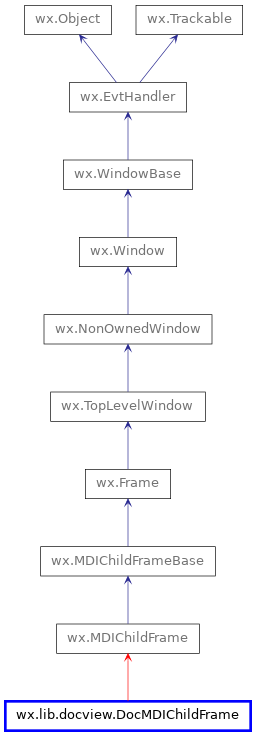 wx.Object
wx.Trackable
wx.EvtHandler
wx.WindowBase
wx.Window
wx.NonOwnedWindow
wx.TopLevelWindow
wx.Frame
wx.MDIChildFrameBase
wx.MDIChildFrame
wx.lib.docview.DocMDIChildFrame